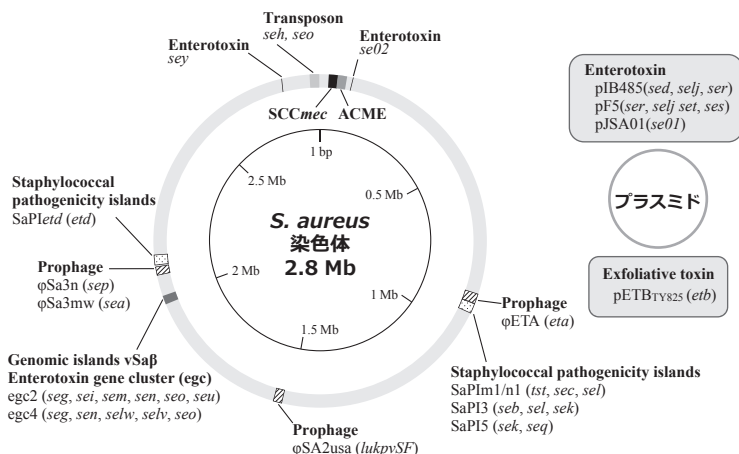 Transposon
seh, seo
Enterotoxin
sey
Enterotoxin
se02
SCCmec
ACME
1 bp
0.5 Mb
1 Mb
1.5 Mb
2 Mb
2.5 Mb
S. aureus
染色体
2.8 Mb
Staphylococcal
pathogenicity islands
SaPIetd (etd)
Prophage
φSa3n (sep)
φSa3mw (sea)
Genomic islands vSaβ
Enterotoxin gene cluster (egc)
egc2 (seg, sei, sem, sen, seo, seu)
egc4 (seg, sen, selw, selv, seo)
Prophage
φSA2usa (lukpvSF)
Prophage
φETA (eta)
Staphylococcal pathogenicity islands
SaPIm1/n1 (tst, sec, sel)
SaPI3 (seb, sel, sek)
SaPI5 (sek, seq)
Enterotoxin
pIB485(sed, selj, ser)
pF5(ser, selj set, ses)
pJSA01(se01)
プラスミド
Exfoliative toxin
pETBTY825 (etb)